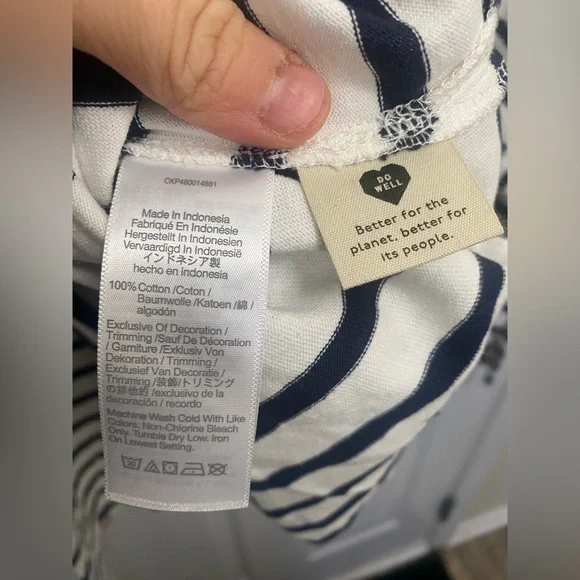 CKP460014881
Made In Indonesia
Fabriqué En Indonésie
Hergestellt In Indonesien
Vervaardigd In Indonesië
インドネシア製
hecho en indonesia
100% Cotton /Coton /
Baumwolle /Katoen /綿 /
algodón
Exclusive Of Decoration /
Trimming /Sauf De Décoration
/ Garniture /Exklusiv Von
Dekoration / Trimming /
Exclusief Van Decoratie /
Trimming /装飾/トリミング
の排他的 /exclusivo de la
decoración / recordo
Machine Wash Cold With Like
Colors. Non-Chlorine Bleach
Only. Tumble Dry Low. Iron
On Lowest Setting.
DO
WELL
Better for the
planet, better for
its people.